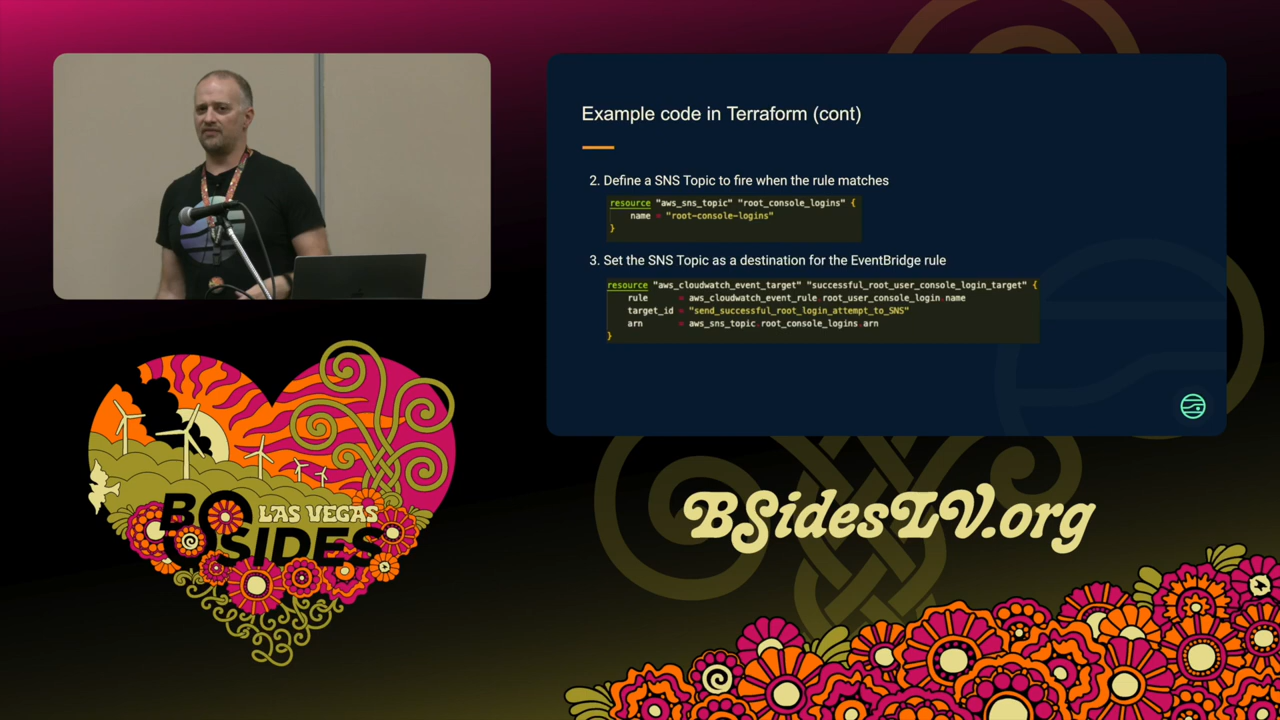 Example code in Terraform (cont)
2. Define a SNS Topic to fire when the rule matches
resource "aws_sns_topic" "root_console_logins" {
name = "root-console-logins"
}
3. Set the SNS Topic as a destination for the EventBridge rule
resource "aws_cloudwatch_event_target" "successful_root_user_console_login_target" {
rule = aws_cloudwatch_event_rule.root_user_console_login.name
target_id = "send_successful_root_login_attempt_to_SNS"
arn = aws_sns_topic.root_console_logins.arn
}
BSIDES
LAS VEGAS
23
BSidesLV.org